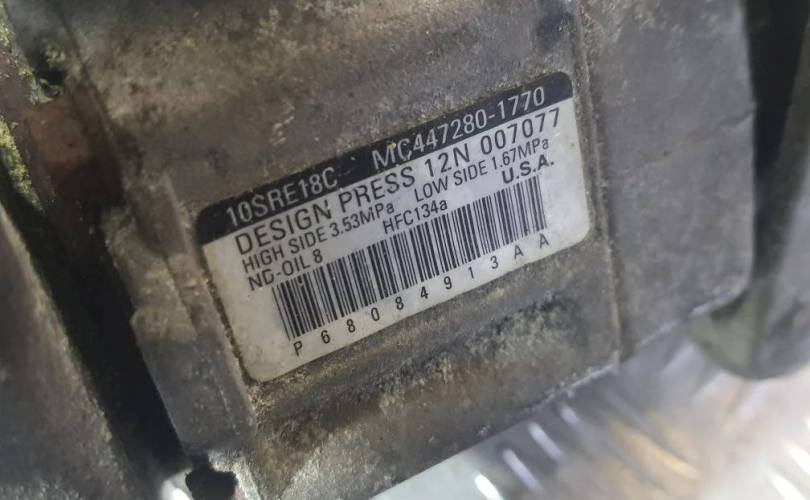 10SRE18C MC447280-1770
DESIGN PRESS 12N 007077
HIGH SIDE 3.53MPa LOW SIDE 1.67MPa
ND-OIL 8 HFC134a U.S.A.
P68084913AA